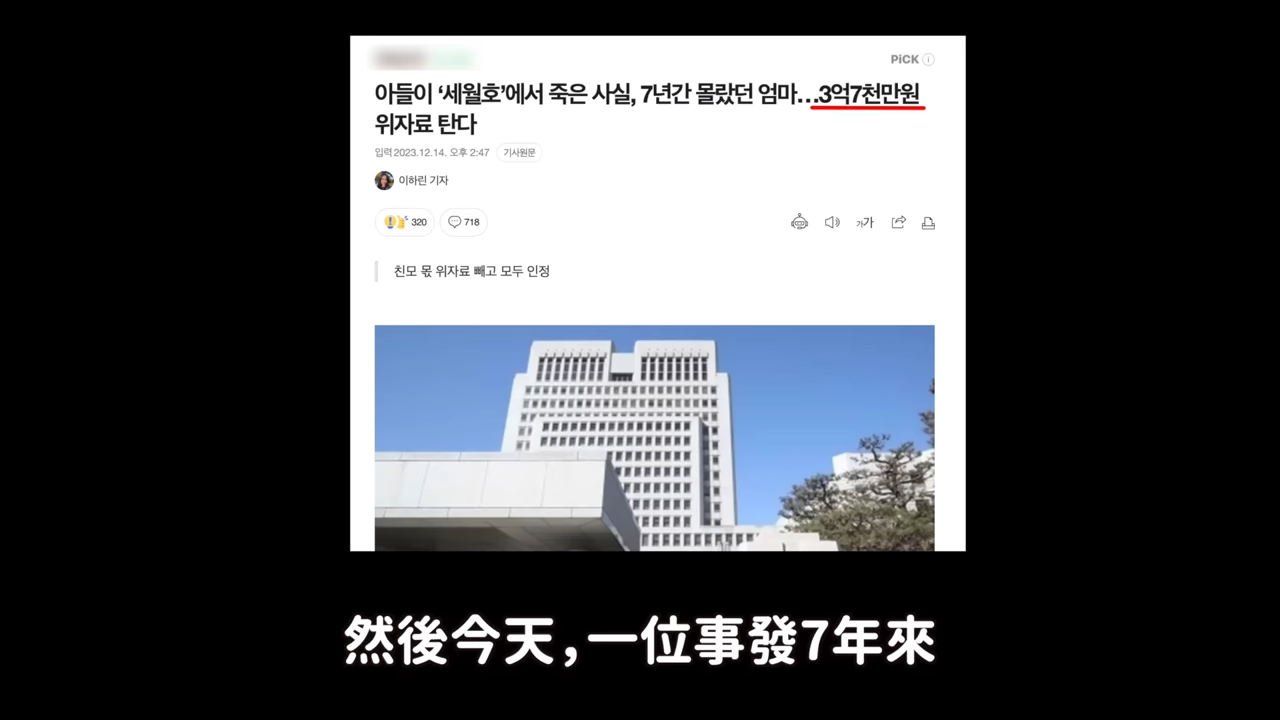 PiCK
아들이 ‘세월호’에서 죽은 사실, 7년간 몰랐던 엄마…3억7천만원
위자료 탄다
입력 2023.12.14. 오후 2:47 기사원문
이하린 기자
320 718 가가
친모 몫 위자료 빼고 모두 인정
然後今天,一位事發7年來